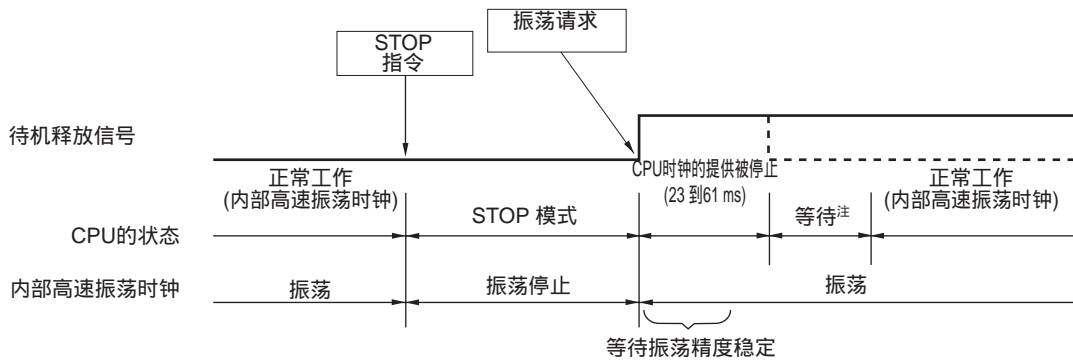 振荡请求
STOP
指令
待机释放信号
CPU时钟的提供被停止
(23 到61 ms)
正常工作
(内部高速振荡时钟)
正常工作
(内部高速振荡时钟)
CPU的状态
STOP 模式
等待注
内部高速振荡时钟
振荡
振荡停止
振荡
等待振荡精度稳定